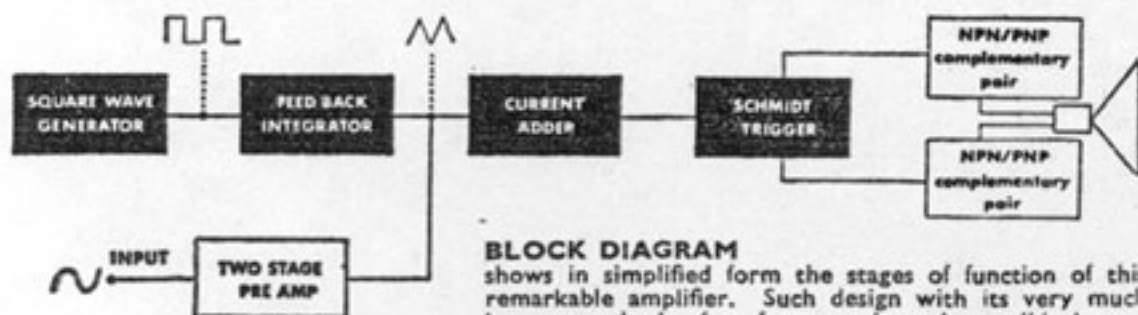 NPN/PNP
complementary
pair
SQUARE WAVE
GENERATOR
FEED BACK
INTEGRATOR
CURRENT
ADDER
SCHMIDT
TRIGGER
NPN/PNP
complementary
pair
INPUT
TWO STAGE
PRE AMP
BLOCK DIAGRAM
shows in simplified form the stages of function of this
remarkable amplifier. Such design with its very much